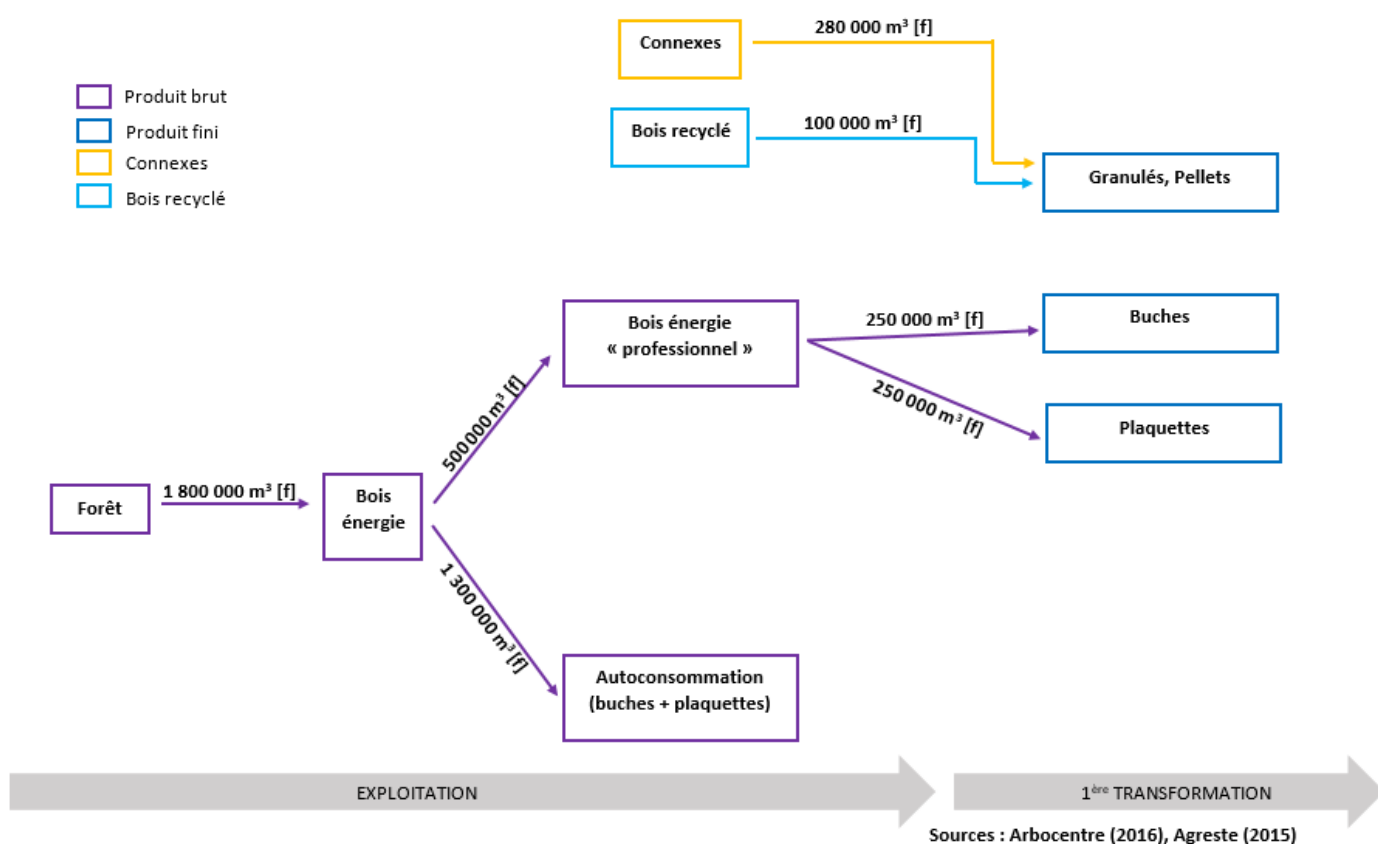 Connexes
280 000 m³ [f]
Produit brut
Produit fini
Connexes
Bois recyclé
Bois recyclé
100 000 m³ [f]
Granulés, Pellets
Bois énergie
« professionnel »
250 000 m³ [f]
Buches
250 000 m³ [f]
Plaquettes
500 000 m³ [f]
Forêt
1 800 000 m³ [f]
Bois
énergie
1 300 000 m³ [f]
Autoconsommation
(buches + plaquettes)
EXPLOITATION
1ère TRANSFORMATION
Sources : Arbocentre (2016), Agreste (2015)